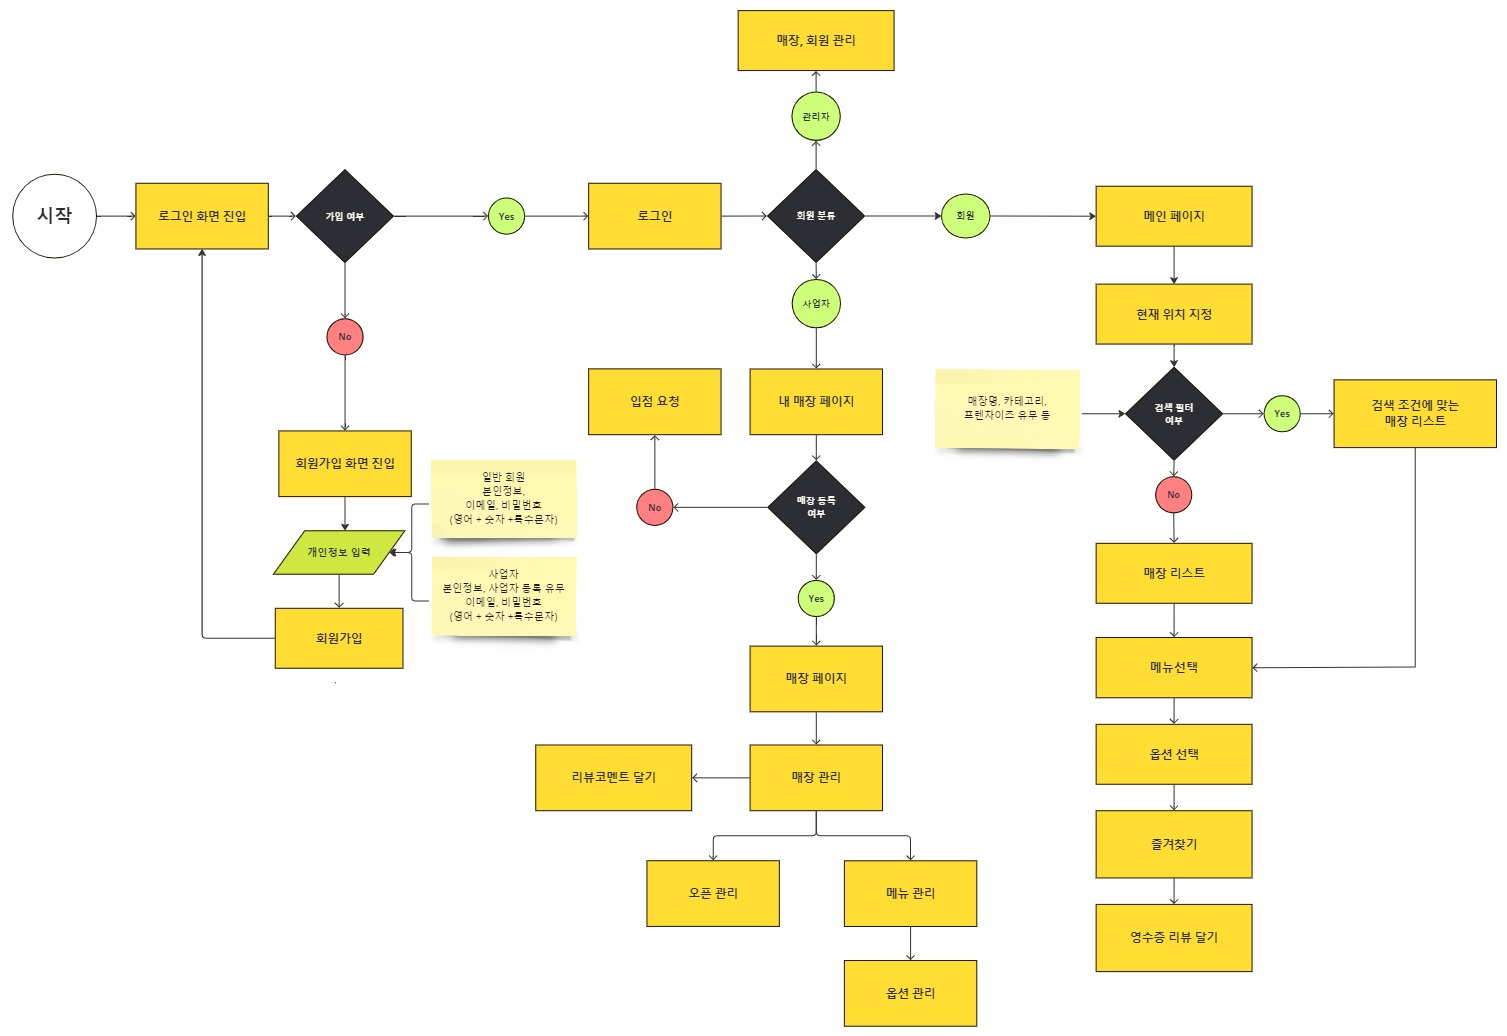 매장, 회원 관리
관리자
시작
로그인 화면 진입
가입 여부
Yes
로그인
회원 분류
회원
메인 페이지
No
사업자
현재 위치 지정
입점 요청
내 매장 페이지
매장명, 카테고리,
프렌차이즈 유무 등
검색 필터
여부
Yes
검색 조건에 맞는
매장 리스트
회원가입 화면 진입
일반 회원
본인정보,
이메일, 비밀번호
(영어 + 숫자 +특수문자)
No
매장 등록
여부
No
개인정보 입력
매장 리스트
사업자
본인정보, 사업자 등록 유무
이메일, 비밀번호
(영어 + 숫자 +특수문자)
Yes
회원가입
매장 페이지
메뉴선택
옵션 선택
리뷰코멘트 달기
매장 관리
즐겨찾기
오픈 관리
메뉴 관리
영수증 리뷰 달기
옵션 관리